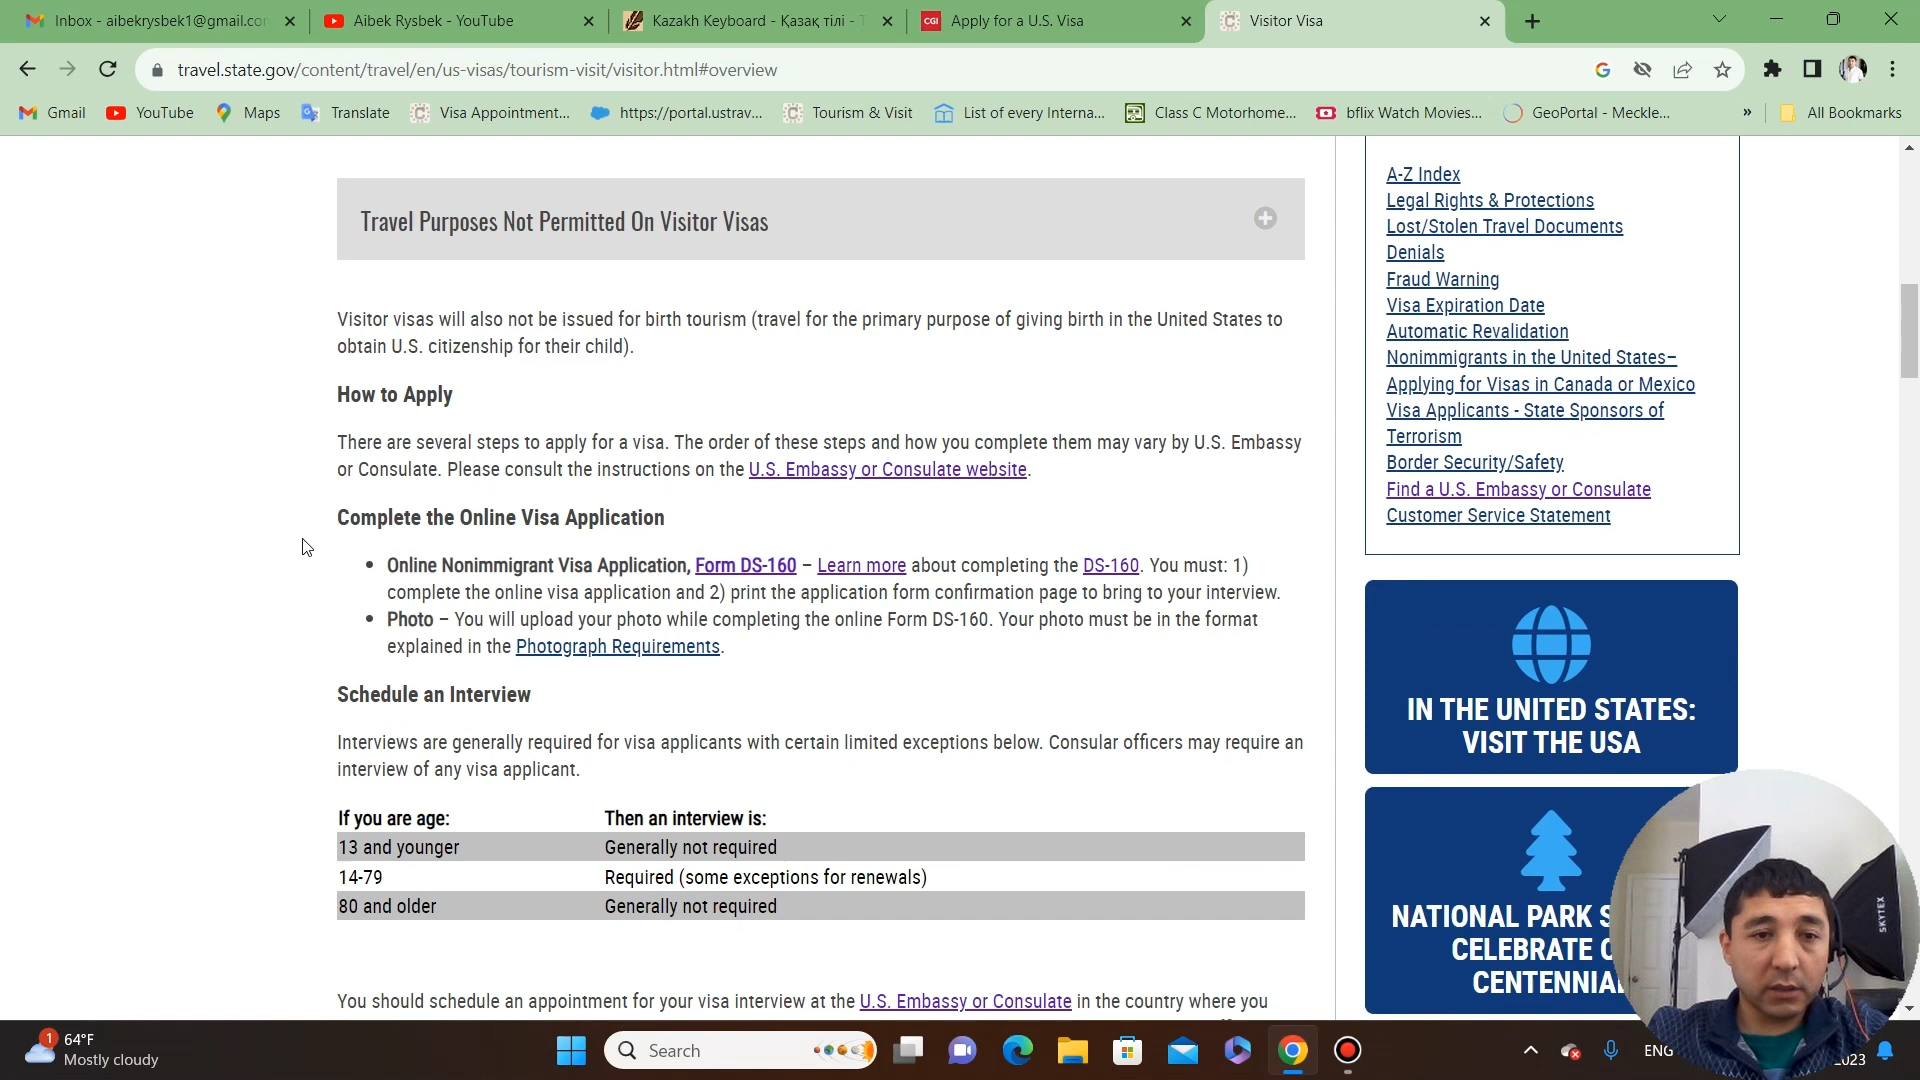 Inbox - aibekrysbek1@gmail.co
Aibek Rysbek - YouTube
Kazakh Keyboard - Қазақ тілі -
Apply for a U.S. Visa
Visitor Visa
travel.state.gov/content/travel/en/us-visas/tourism-visit/visitor.html#overview
Gmail
YouTube
Maps
Translate
Visa Appointment...
https://portal.ustrav...
Tourism & Visit
List of every Interna...
Class C Motorhome...
bflix Watch Movies...
GeoPortal - Meckle...
»
All Bookmarks
Travel Purposes Not Permitted On Visitor Visas
Visitor visas will also not be issued for birth tourism (travel for the primary purpose of giving birth in the United States to
obtain U.S. citizenship for their child).
How to Apply
There are several steps to apply for a visa. The order of these steps and how you complete them may vary by U.S. Embassy
or Consulate. Please consult the instructions on the U.S. Embassy or Consulate website.
Complete the Online Visa Application
• Online Nonimmigrant Visa Application, Form DS-160 – Learn more about completing the DS-160. You must: 1)
complete the online visa application and 2) print the application form confirmation page to bring to your interview.
• Photo – You will upload your photo while completing the online Form DS-160. Your photo must be in the format
explained in the Photograph Requirements.
Schedule an Interview
Interviews are generally required for visa applicants with certain limited exceptions below. Consular officers may require an
interview of any visa applicant.
If you are age: Then an interview is:
13 and younger Generally not required
14-79 Required (some exceptions for renewals)
80 and older Generally not required
You should schedule an appointment for your visa interview at the U.S. Embassy or Consulate in the country where you
A-Z Index
Legal Rights & Protections
Lost/Stolen Travel Documents
Denials
Fraud Warning
Visa Expiration Date
Automatic Revalidation
Nonimmigrants in the United States–
Applying for Visas in Canada or Mexico
Visa Applicants - State Sponsors of
Terrorism
Border Security/Safety
Find a U.S. Embassy or Consulate
Customer Service Statement
IN THE UNITED STATES:
VISIT THE USA
NATIONAL PARK
CELEBRATE
CENTENNIA
SKYTEX
1
64°F
Mostly cloudy
Search
ENG